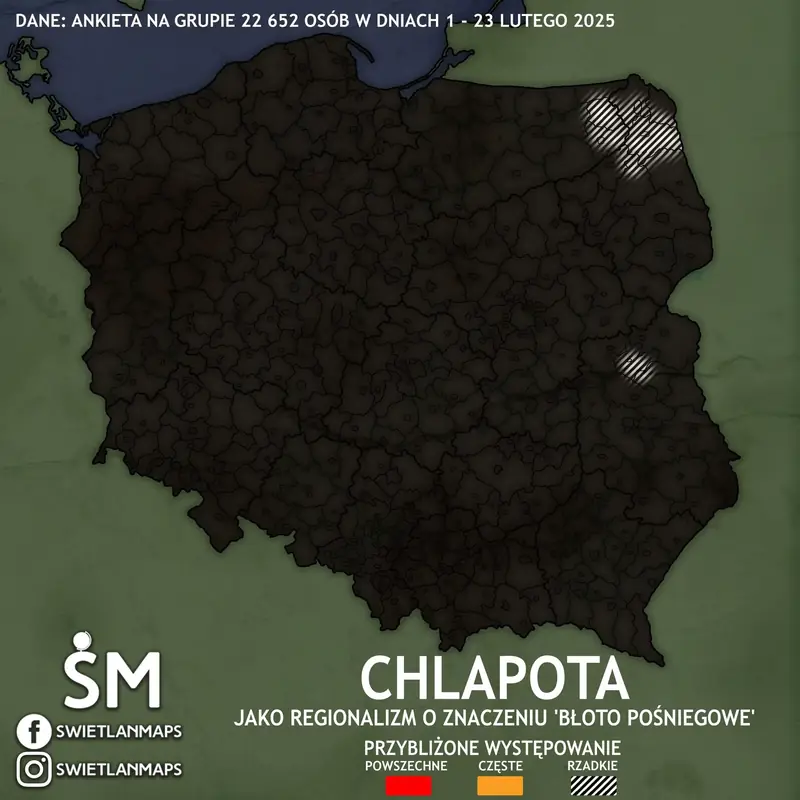 DANE: ANKIETA NA GRUPIE 22 652 OSÓB W DNIACH 1 - 23 LUTEGO 2025
ŚM
SWIETLANMAPS
SWIETLANMAPS
CHLAPOTA
JAKO REGIONALIZM O ZNACZENIU 'BŁOTO POŚNIEGOWE'
PRZYBLIŻONE WYSTĘPOWANIE
POWSZECHNE CZĘSTE RZADKIE